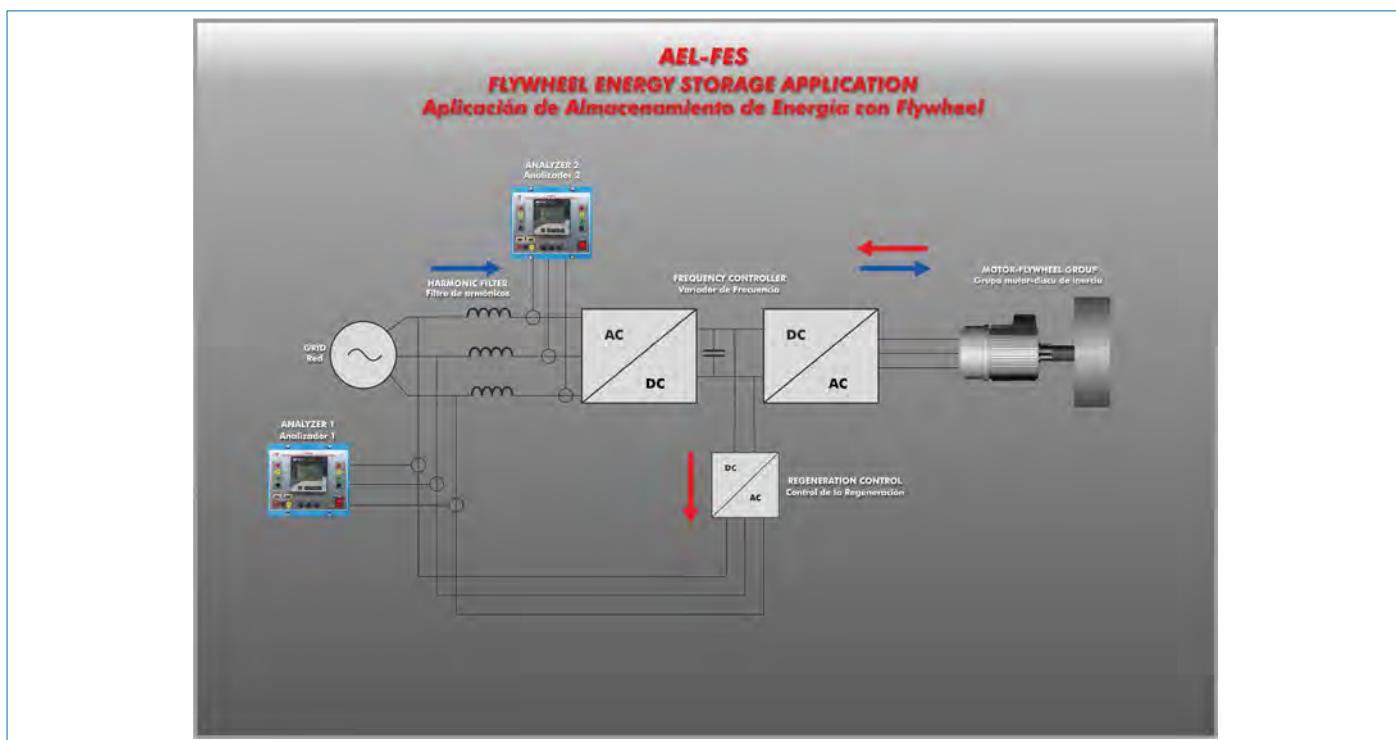 AEL-FES
FLYWHEEL ENERGY STORAGE APPLICATION
Aplicación de Almacenamiento de Energía con Flywheel
ANALYZER 2
Analizador 2
HARMONIC FILTER
Filtro de armónicos
FREQUENCY CONTROLLER
Variador de Frecuencia
MOTOR-FLYWHEEL GROUP
Grupo motor-disco de inercia
GRID
Red
AC
DC
DC
AC
ANALYZER 1
Analizador 1
DC
AC
REGENERATION CONTROL
Control de la Regeneración